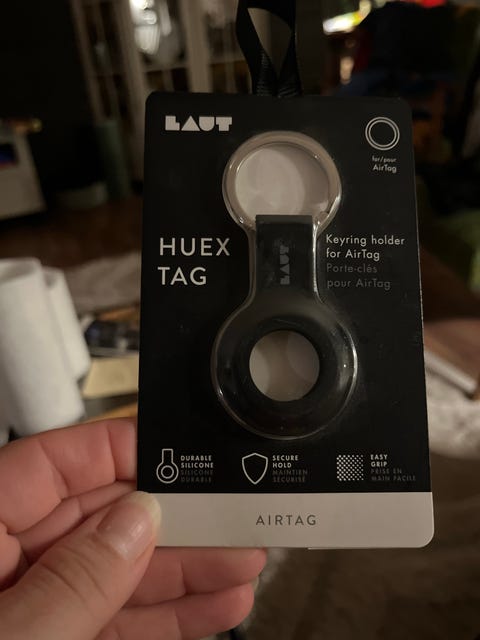 LAUT
for/pour
AirTag
HUEX
TAG
LAUT
Keyring holder
for AirTag
Porte-clés
pour AirTag
DURABLE
SILICONE
SILICONE
DURABLE
SECURE
HOLD
MAINTIEN
SÉCURISÉ
EASY
GRIP
PRISE EN
MAIN FACILE
AIRTAG